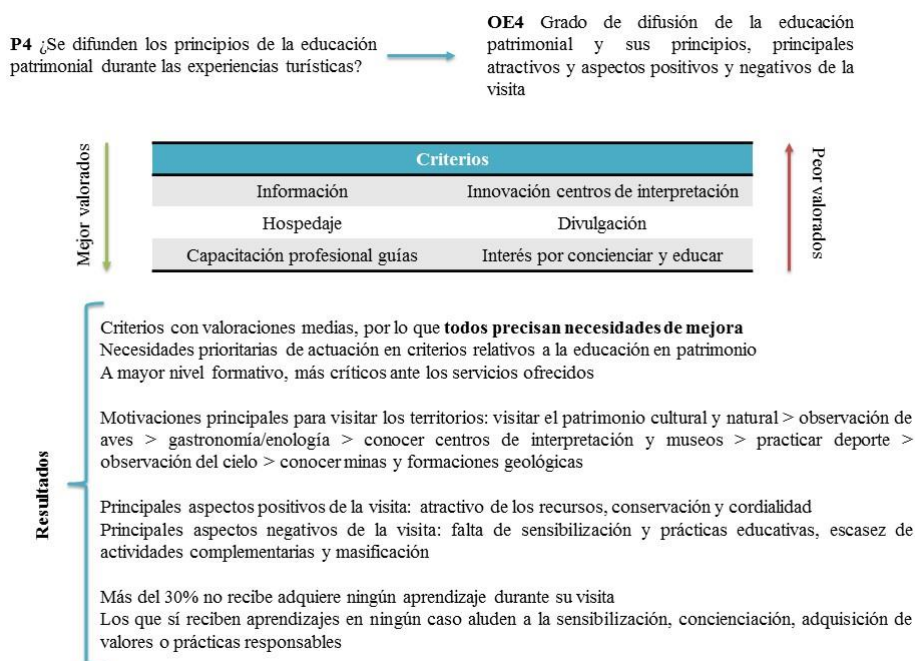 P4 ¿Se difunden los principios de la educación
patrimonial durante las experiencias turísticas?
OE4 Grado de difusión de la educación
patrimonial y sus principios, principales
atractivos y aspectos positivos y negativos de la
visita
Mejor valorados
Criterios
Información Innovación centros de interpretación
Hospedaje Divulgación
Capacitación profesional guías Interés por concienciar y educar
Peor valorados
Resultados
Criterios con valoraciones medias, por lo que todos precisan necesidades de mejora
Necesidades prioritarias de actuación en criterios relativos a la educación en patrimonio
A mayor nivel formativo, más críticos ante los servicios ofrecidos
Motivaciones principales para visitar los territorios: visitar el patrimonio cultural y natural > observación de
aves > gastronomía/enología > conocer centros de interpretación y museos > practicar deporte >
observación del cielo > conocer minas y formaciones geológicas
Principales aspectos positivos de la visita: atractivo de los recursos, conservación y cordialidad
Principales aspectos negativos de la visita: falta de sensibilización y prácticas educativas, escasez de
actividades complementarias y masificación
Más del 30% no recibe adquiere ningún aprendizaje durante su visita
Los que sí reciben aprendizajes en ningún caso aluden a la sensibilización, concienciación, adquisición de
valores o prácticas responsables